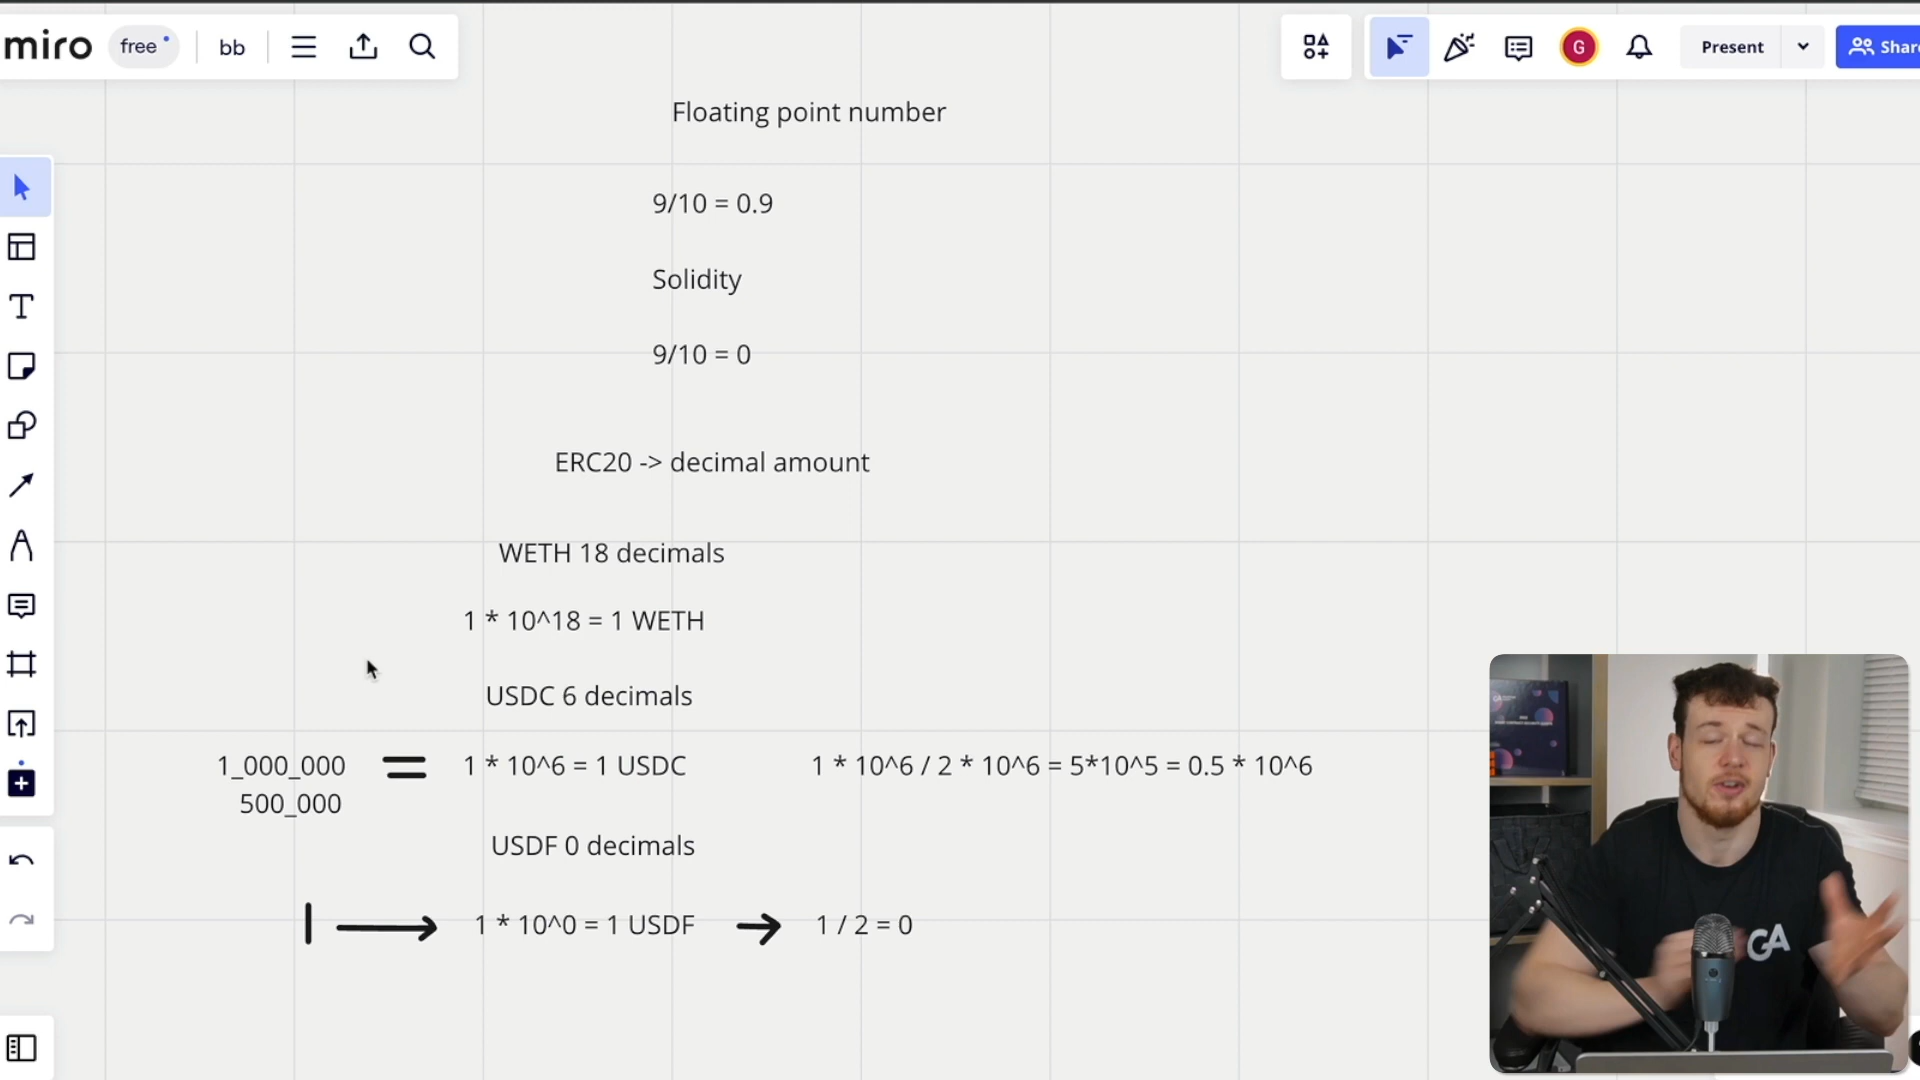 miro free bb
G Present Share
Floating point number
9/10 = 0.9
Solidity
9/10 = 0
ERC20 -> decimal amount
WETH 18 decimals
1 * 10^18 = 1 WETH
USDC 6 decimals
1_000_000 = 1 * 10^6 = 1 USDC 1 * 10^6 / 2 * 10^6 = 5*10^5 = 0.5 * 10^6
500_000
USDF 0 decimals
1 → 1 * 10^0 = 1 USDF → 1 / 2 = 0
GA